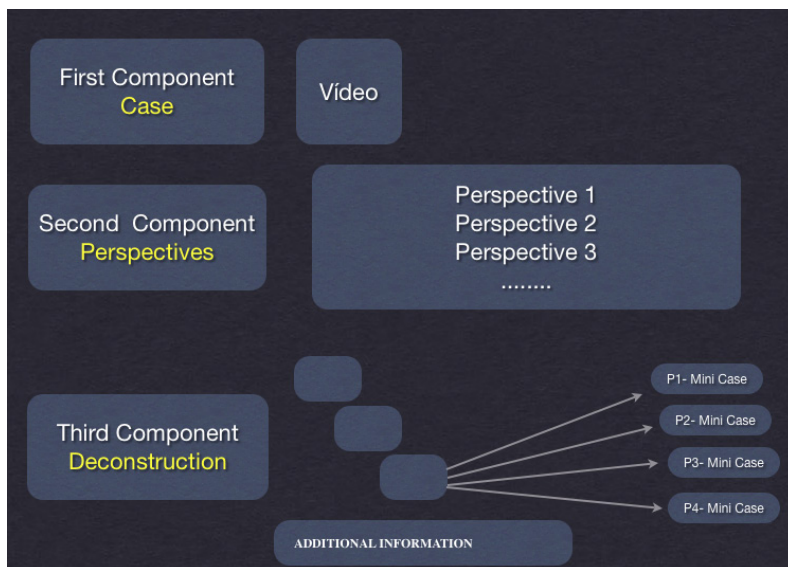 First Component
Case
Vídeo
Second Component
Perspectives
Perspective 1
Perspective 2
Perspective 3
........
Third Component
Deconstruction
P1- Mini Case
P2- Mini Case
P3- Mini Case
P4- Mini Case
ADDITIONAL INFORMATION